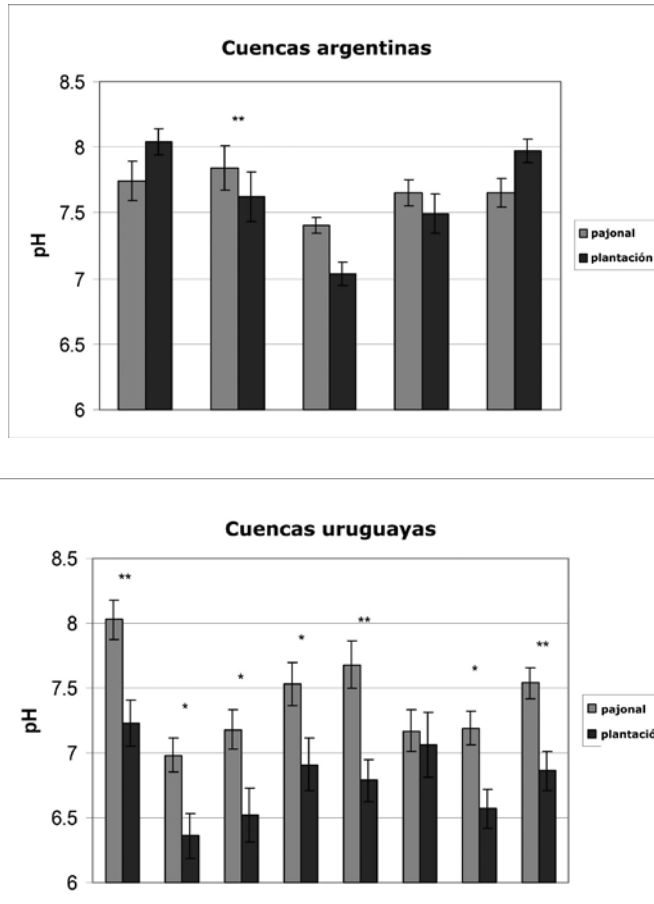 Cuencas argentinas
8.5
8
7.5
7
6.5
6
pH
**
pajonal
plantación
Cuencas uruguayas
8.5
8
7.5
7
6.5
6
pH
**
*
*
*
**
*
**
pajonal
plantació